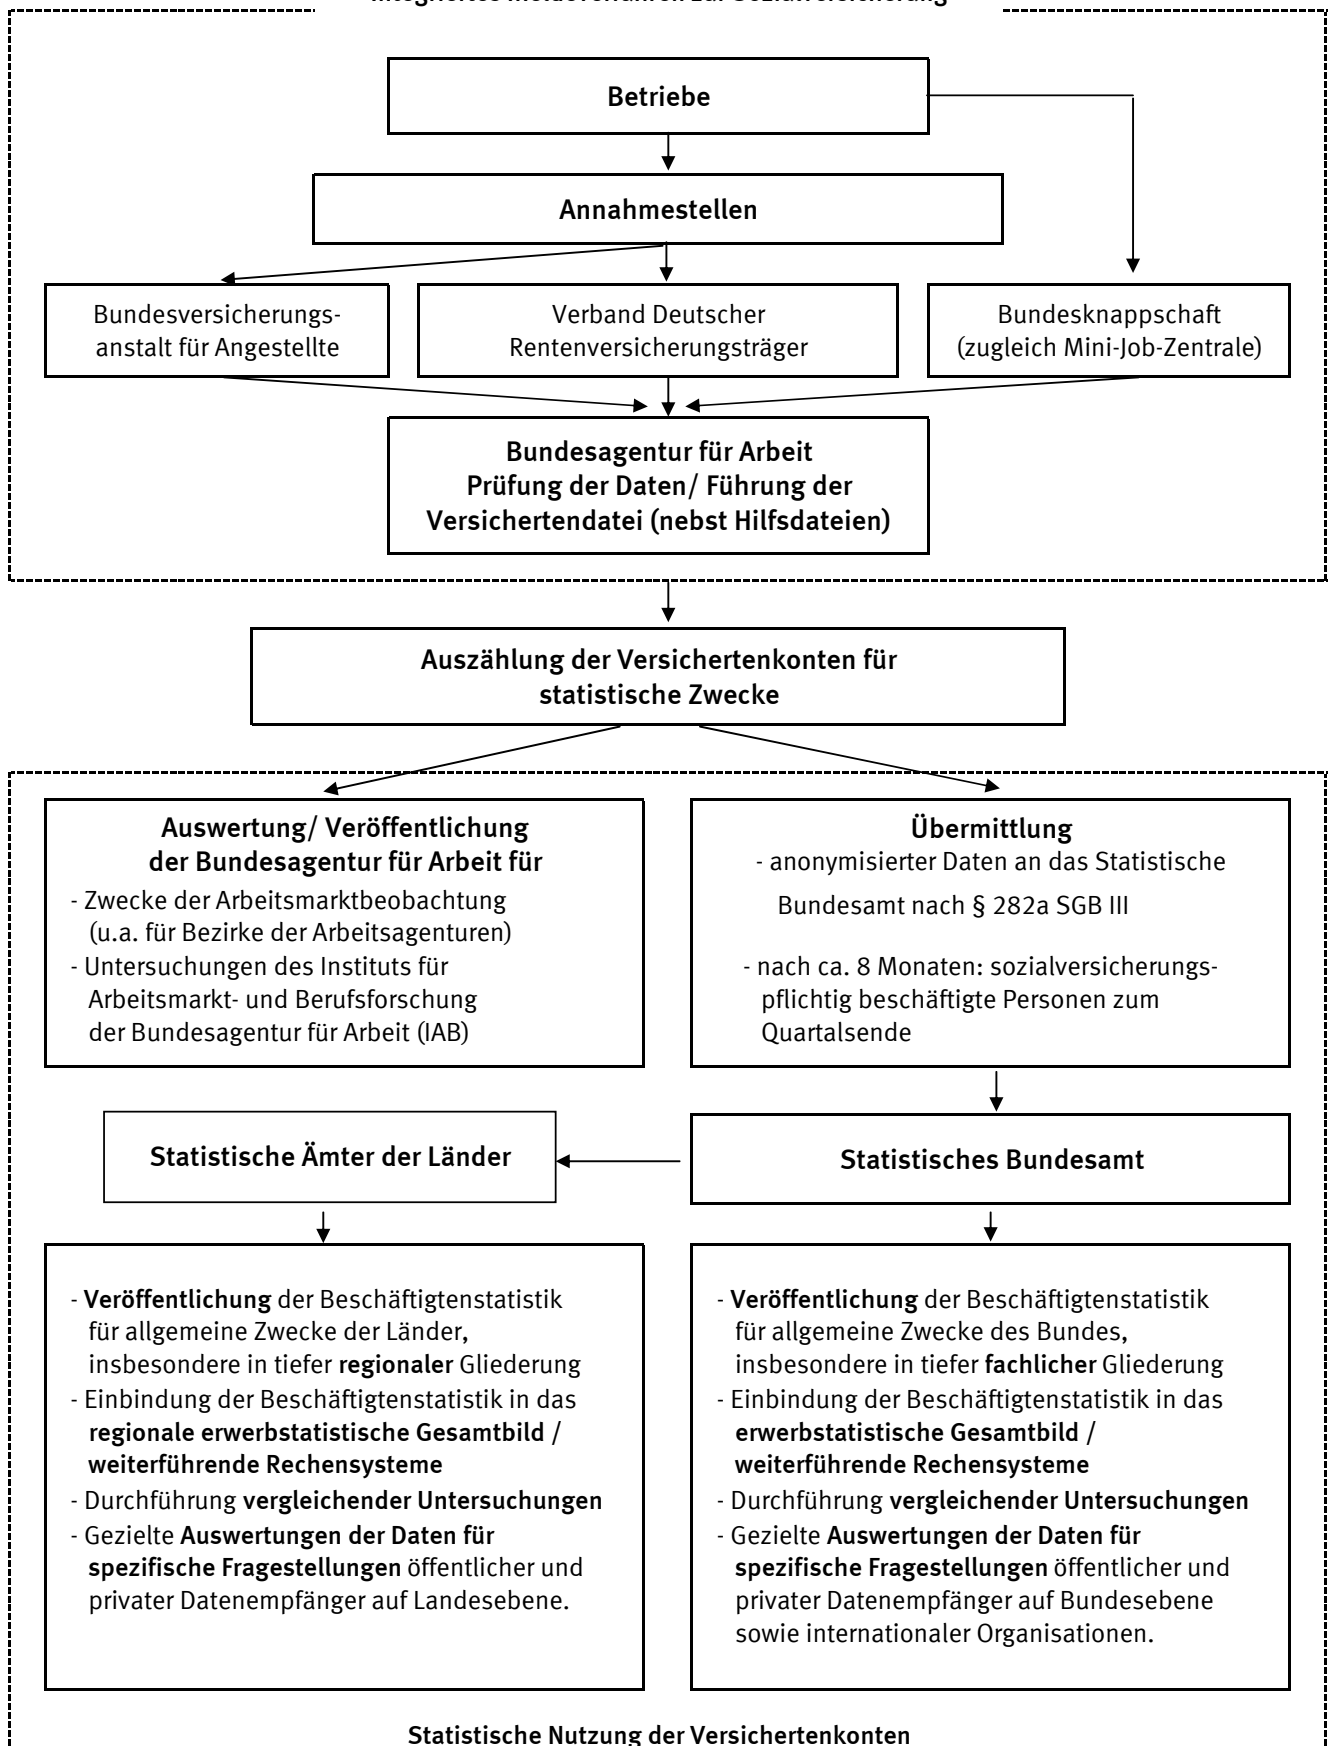 Integriertes Meldeverfahren zur Sozialversicherung
Betriebe
Annahmestellen
Bundesversicherungs-
anstalt für Angestellte
Verband Deutscher
Rentenversicherungsträger
Bundesknappschaft
(zugleich Mini-Job-Zentrale)
Bundesagentur für Arbeit
Prüfung der Daten/ Führung der
Versichertendatei (nebst Hilfsdateien)
Auszählung der Versichertenkonten für
statistische Zwecke
Auswertung/ Veröffentlichung
der Bundesagentur für Arbeit für
- Zwecke der Arbeitsmarktbeobachtung
(u.a. für Bezirke der Arbeitsagenturen)
- Untersuchungen des Instituts für
Arbeitsmarkt- und Berufsforschung
der Bundesagentur für Arbeit (IAB)
Übermittlung
- anonymisierter Daten an das Statistische
Bundesamt nach § 282a SGB III
- nach ca. 8 Monaten: sozialversicherungs-
pflichtig beschäftigte Personen zum
Quartalsende
Statistische Ämter der Länder
Statistisches Bundesamt
- Veröffentlichung der Beschäftigtenstatistik
für allgemeine Zwecke der Länder,
insbesondere in tiefer regionaler Gliederung
- Einbindung der Beschäftigtenstatistik in das
regionale erwerbstatistische Gesamtbild /
weiterführende Rechensysteme
- Durchführung vergleichender Untersuchungen
- Gezielte Auswertungen der Daten für
spezifische Fragestellungen öffentlicher und
privater Datenempfänger auf Landesebene.
- Veröffentlichung der Beschäftigtenstatistik
für allgemeine Zwecke des Bundes,
insbesondere in tiefer fachlicher Gliederung
- Einbindung der Beschäftigtenstatistik in das
erwerbstatistische Gesamtbild /
weiterführende Rechensysteme
- Durchführung vergleichender Untersuchungen
- Gezielte Auswertungen der Daten für
spezifische Fragestellungen öffentlicher und
privater Datenempfänger auf Bundesebene
sowie internationaler Organisationen.
Statistische Nutzung der Versichertenkonten